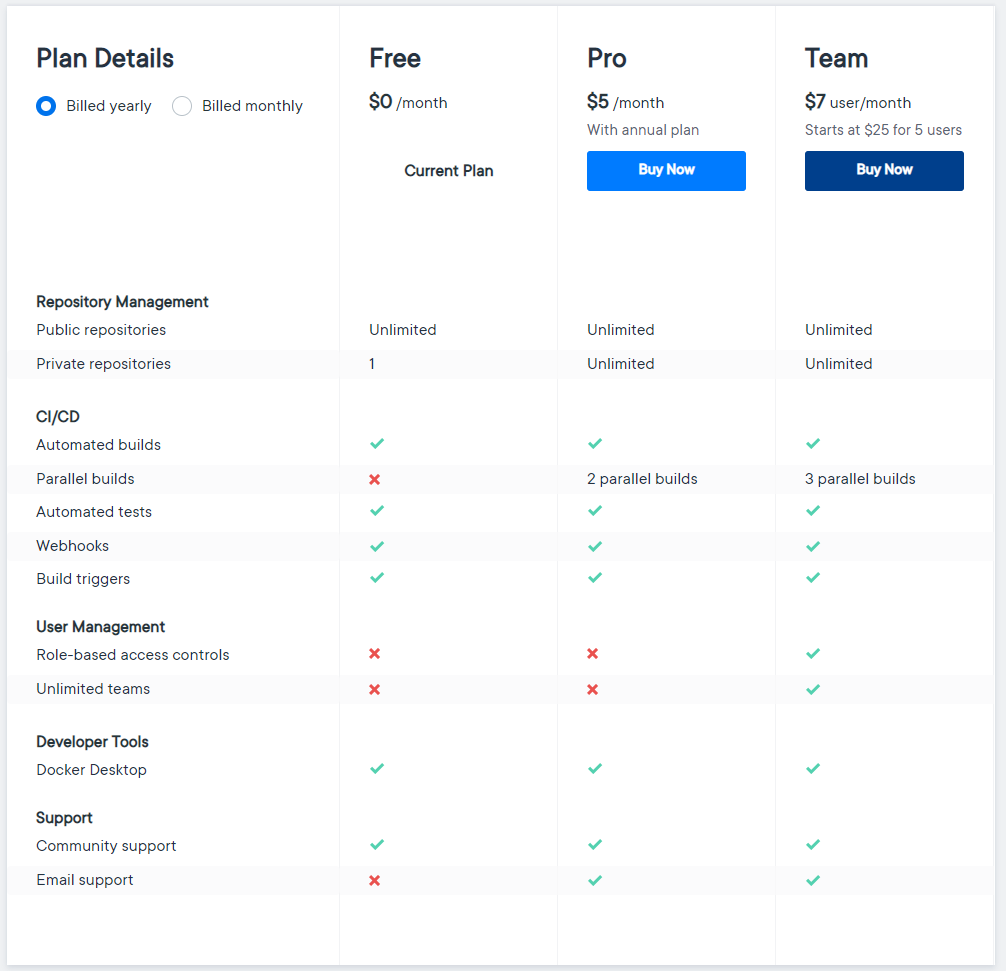 Plan Details Free Pro Team
Billed yearly Billed monthly $0 /month $5 /month $7 user/month
With annual plan Starts at $25 for 5 users
Current Plan Buy Now Buy Now
Repository Management
Public repositories Unlimited Unlimited Unlimited
Private repositories 1 Unlimited Unlimited
CI/CD
Automated builds
Parallel builds 2 parallel builds 3 parallel builds
Automated tests
Webhooks
Build triggers
User Management
Role-based access controls
Unlimited teams
Developer Tools
Docker Desktop
Support
Community support
Email support